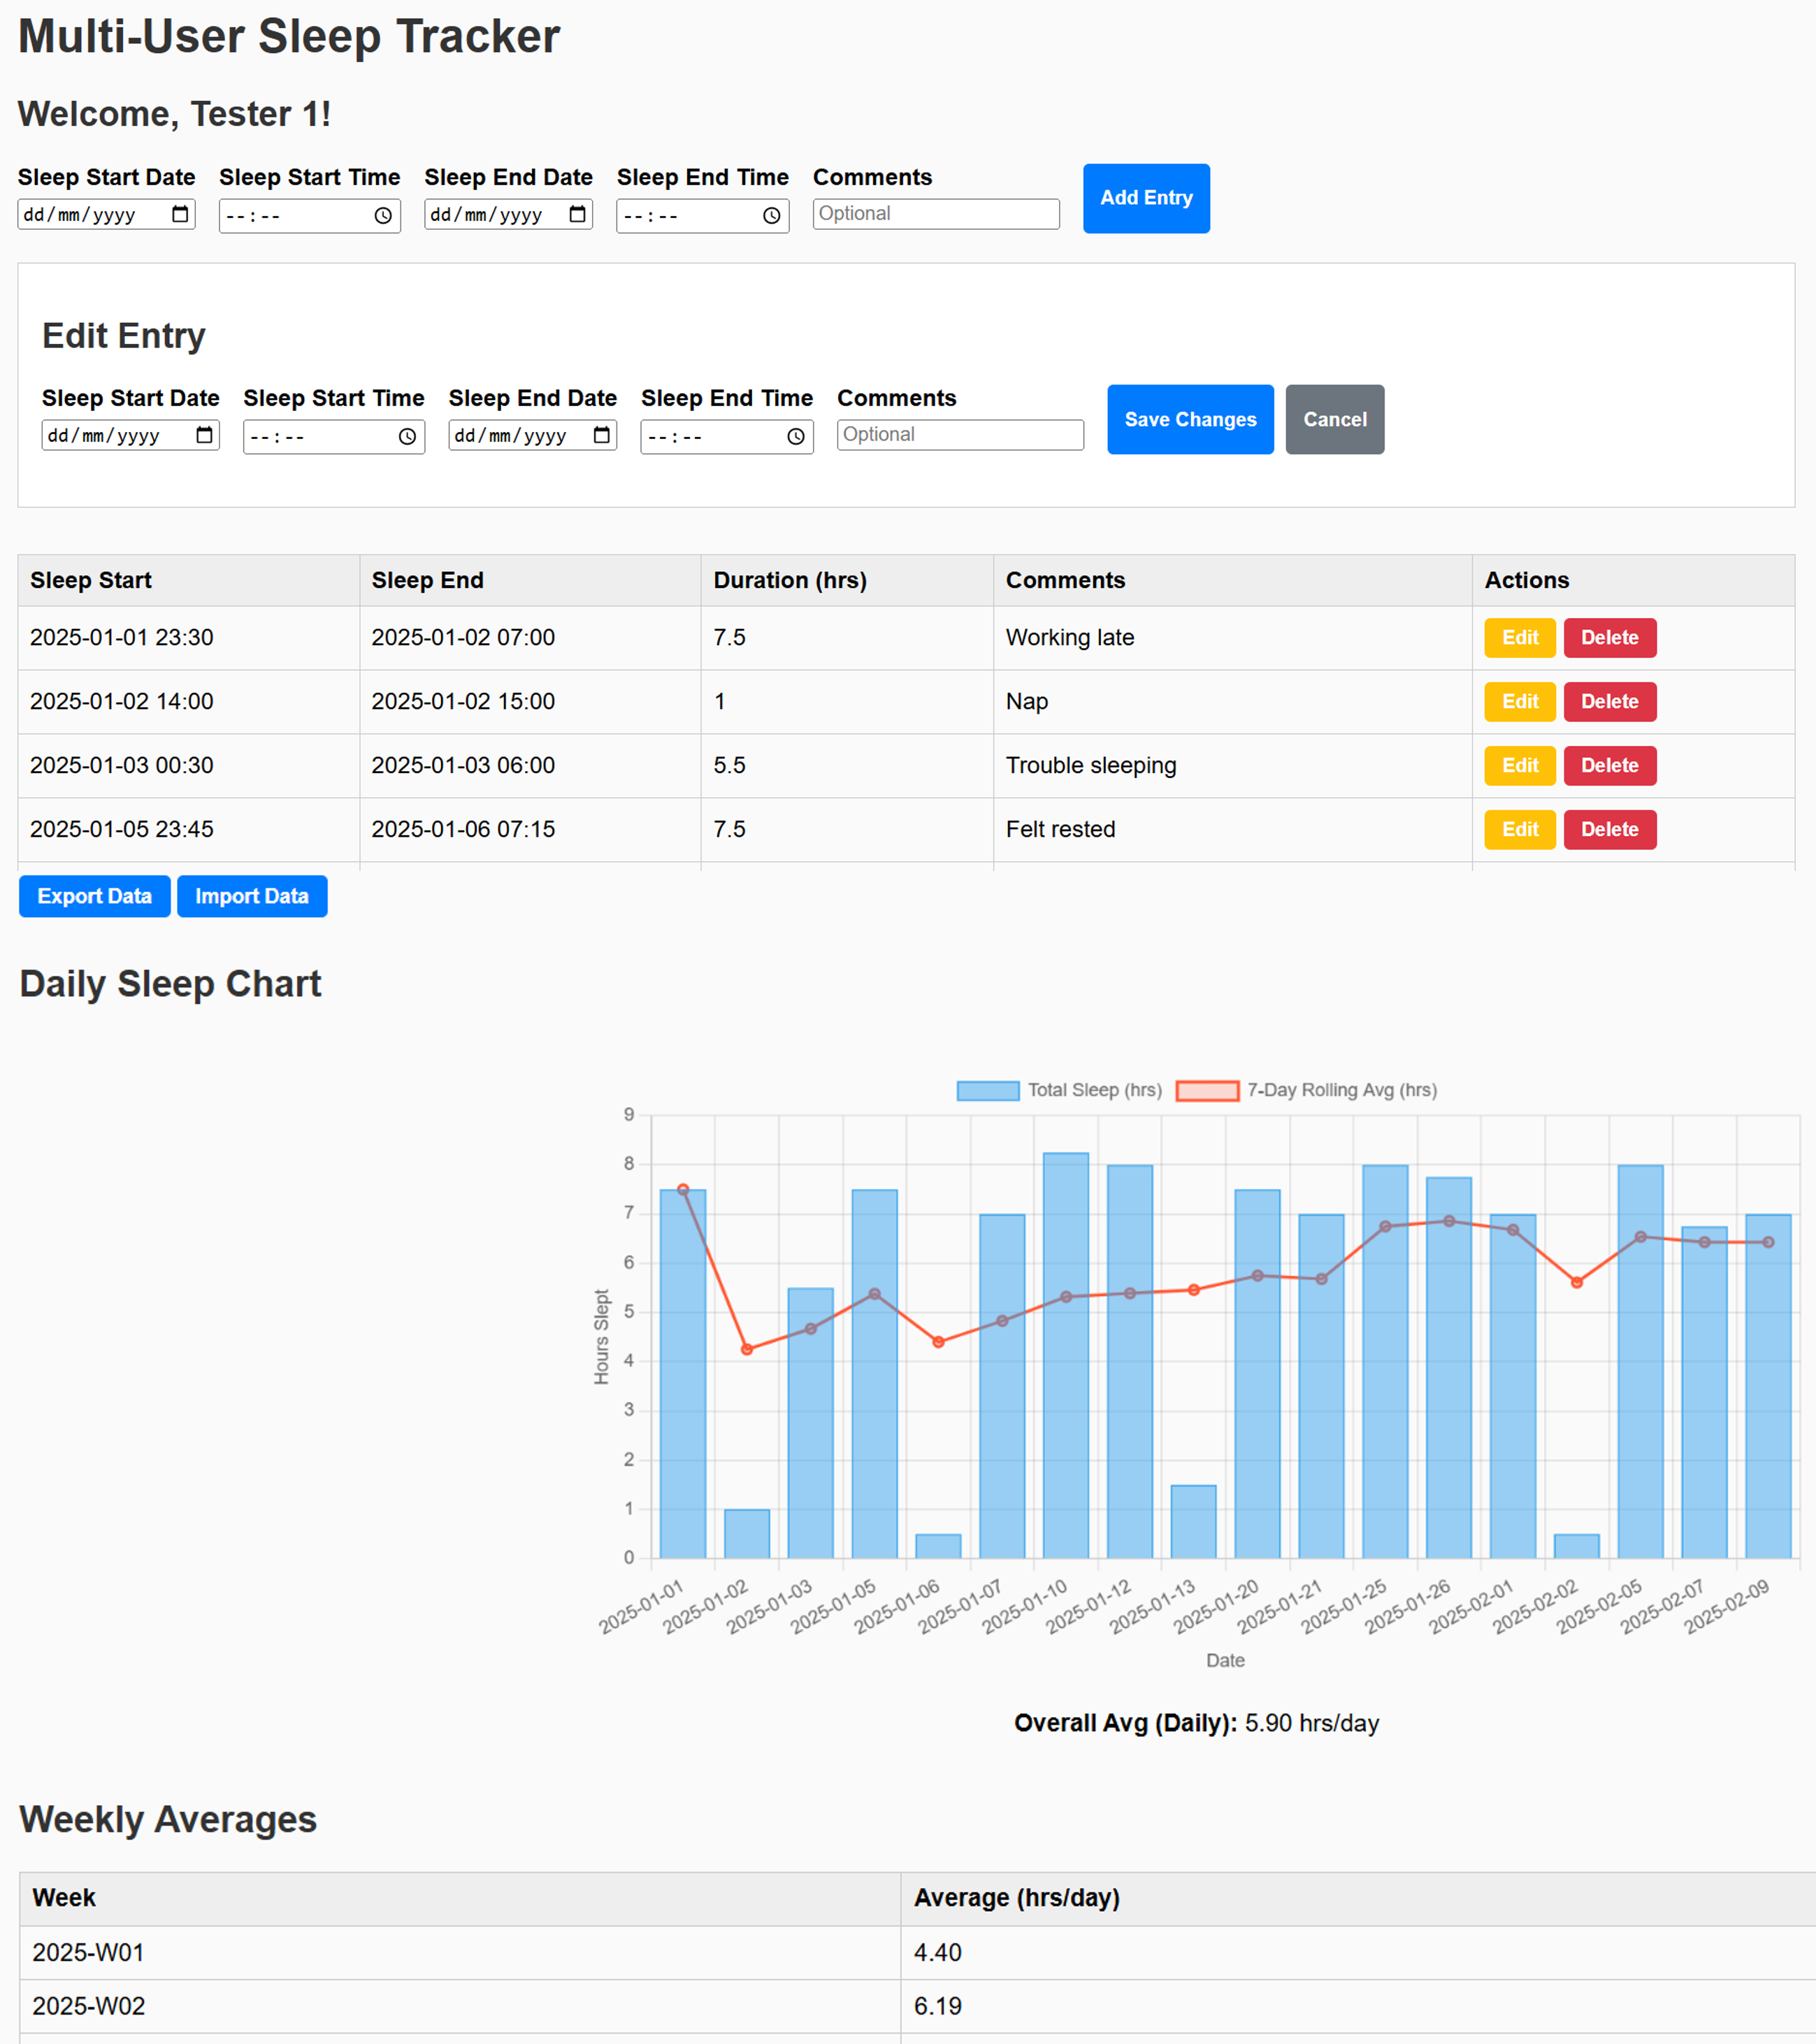 Multi-User Sleep Tracker
Welcome, Tester 1!
Sleep Start Date Sleep Start Time Sleep End Date Sleep End Time Comments
dd/mm/yyyy --:-- dd/mm/yyyy --:-- Optional Add Entry
Edit Entry
Sleep Start Date Sleep Start Time Sleep End Date Sleep End Time Comments
dd/mm/yyyy --:-- dd/mm/yyyy --:-- Optional Save Changes Cancel
Sleep Start Sleep End Duration (hrs) Comments Actions
2025-01-01 23:30 2025-01-02 07:00 7.5 Working late Edit Delete
2025-01-02 14:00 2025-01-02 15:00 1 Nap Edit Delete
2025-01-03 00:30 2025-01-03 06:00 5.5 Trouble sleeping Edit Delete
2025-01-05 23:45 2025-01-06 07:15 7.5 Felt rested Edit Delete
Export Data Import Data
Daily Sleep Chart
Total Sleep (hrs) 7-Day Rolling Avg (hrs)
9
8
7
6
5
4
3
2
1
0
Hours Slept
2025-01-01 2025-01-02 2025-01-03 2025-01-05 2025-01-06 2025-01-07 2025-01-10 2025-01-12 2025-01-13 2025-01-20 2025-01-21 2025-01-25 2025-01-26 2025-02-01 2025-02-02 2025-02-05 2025-02-07 2025-02-09
Date
Overall Avg (Daily): 5.90 hrs/day
Weekly Averages
Week Average (hrs/day)
2025-W01 4.40
2025-W02 6.19